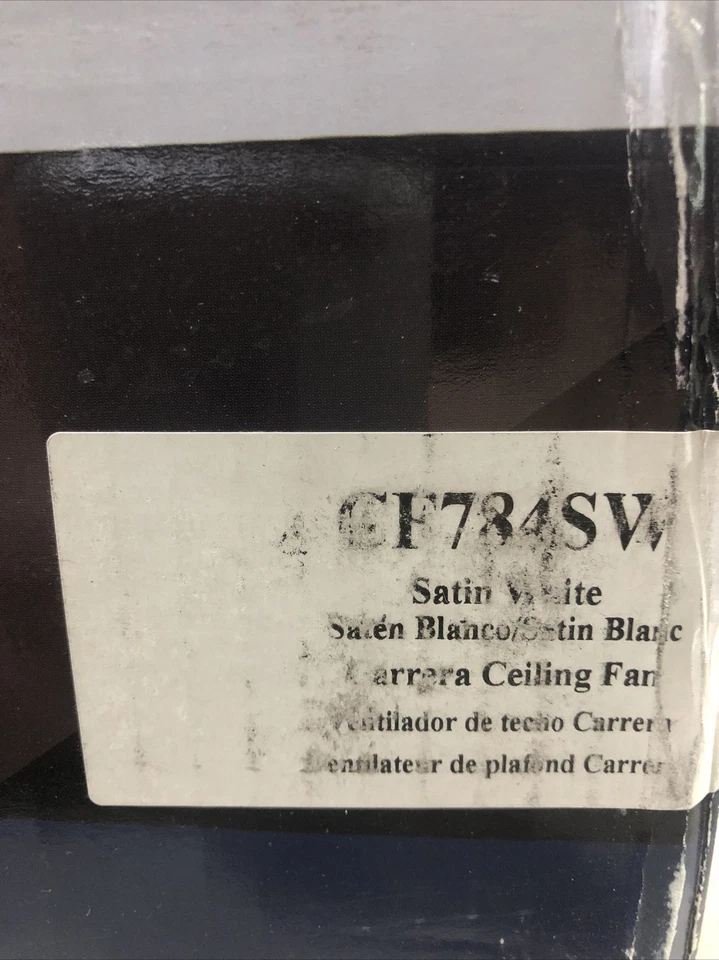 CF784SW
Satin White
Satén Blanco/Satin Blanc
Carrera Ceiling Fan
Ventilador de techo Carrera
Ventilateur de plafond Carrera